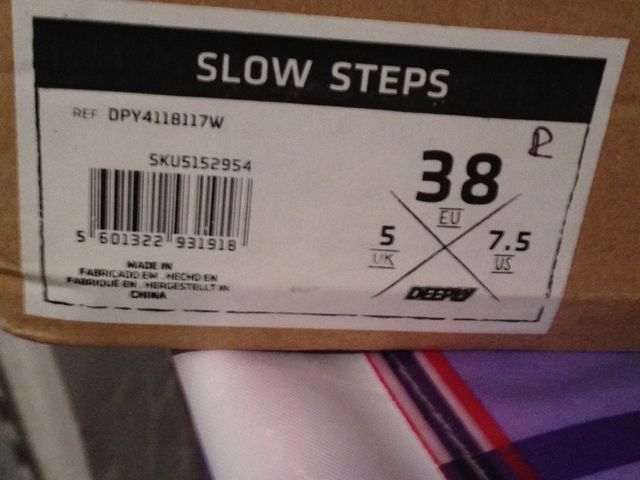 SLOW STEPS
REF DPY4118117W
SKU5152954
5 601322 931918
MADE IN
FABRICADO EM .HECHO EN
FABRIQUÉ EN .HERGESTELLT IN
CHINA
R
38
EU
5
UK
7.5
US
DEEPLY